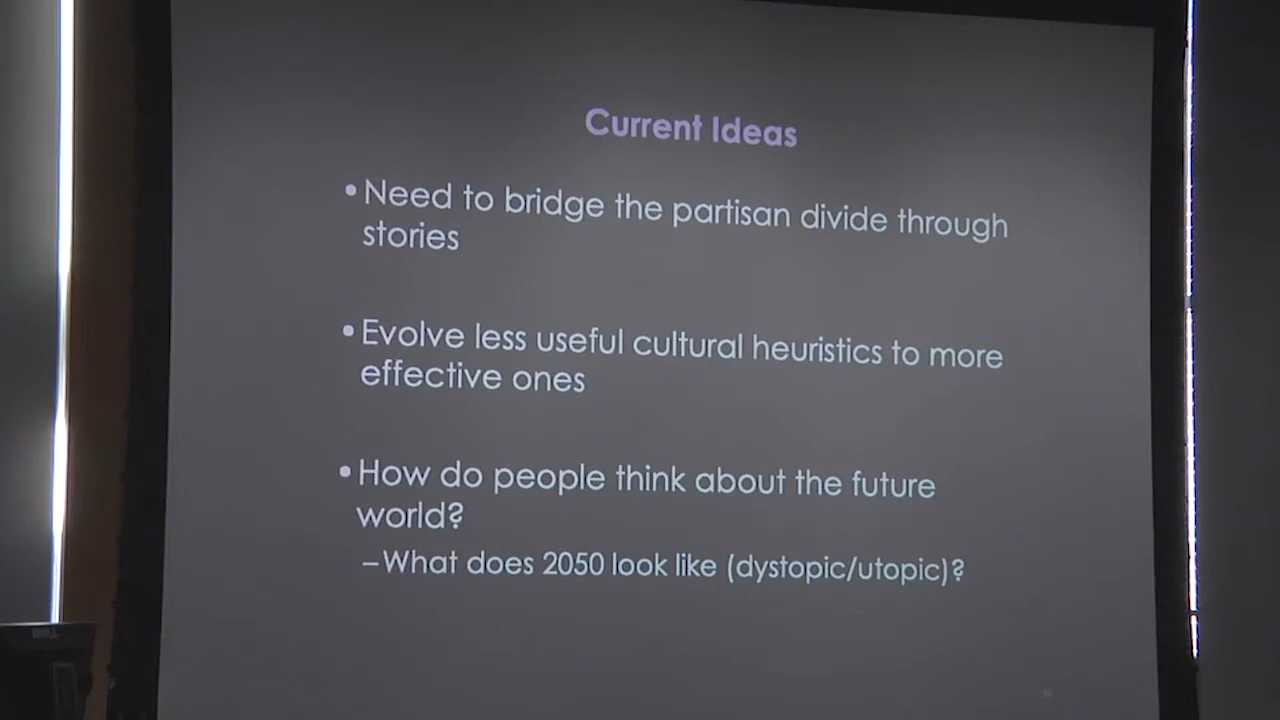 Current Ideas
• Need to bridge the partisan divide through
stories
• Evolve less useful cultural heuristics to more
effective ones
• How do people think about the future
world?
–What does 2050 look like (dystopic/utopic)?
DELL